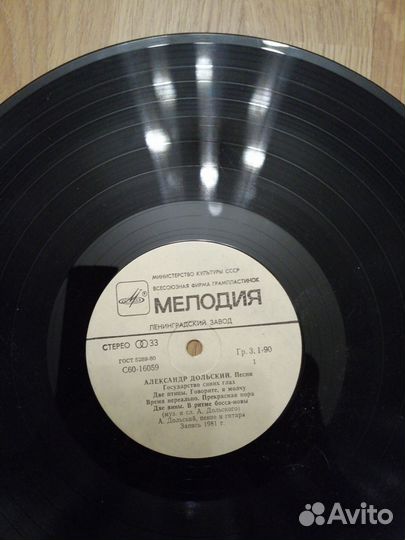 МИНИСТЕРСТВО КУЛЬТУРЫ СССР
ВСЕСОЮЗНАЯ ФИРМА ГРАМПЛАСТИНОК
МЕЛОДИЯ
ЛЕНИНГРАДСКИЙ ЗАВОД
СТЕРЕО 33
ГОСТ 5289-80
С60-16059
Гр. 3. 1-90
1
АЛЕКСАНДР ДОЛЬСКИЙ. Песни
Государство синих глаз
Две птицы. Говорите, я молчу
Время нереально. Прекрасная пора
Две вины. В ритме босса-новы
(муз. и сл. А. Дольского)
А. Дольский, пение и гитара
Запись 1981 г.
Avito